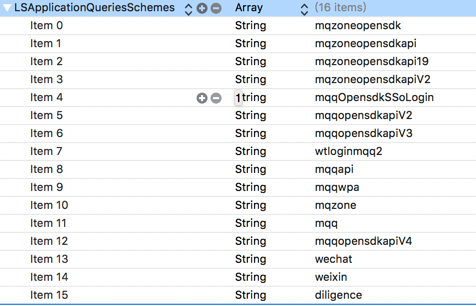 LSApplicationQueriesSchemes Array (16 items)
Item 0 String mqzoneopensdk
Item 1 String mqzoneopensdkapi
Item 2 String mqzoneopensdkapi19
Item 3 String mqzoneopensdkapiV2
Item 4 1tring mqqOpensdkSSoLogin
Item 5 String mqqopensdkapiV2
Item 6 String mqqopensdkapiV3
Item 7 String wtloginmqq2
Item 8 String mqqapi
Item 9 String mqqwpa
Item 10 String mqzone
Item 11 String mqq
Item 12 String mqqopensdkapiV4
Item 13 String wechat
Item 14 String weixin
Item 15 String diligence